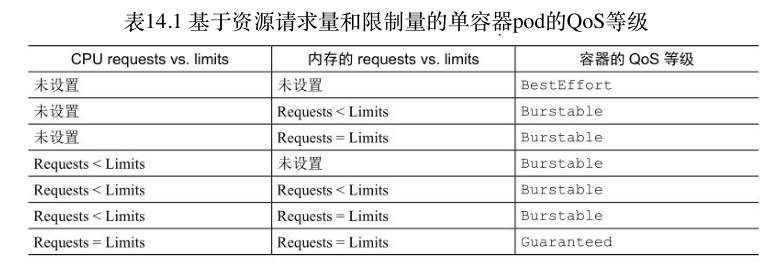 表14.1 基于资源请求量和限制量的单容器pod的QoS等级
CPU requests vs. limits 内存的 requests vs. limits 容器的 QoS 等级
未设置 未设置 BestEffort
未设置 Requests < Limits Burstable
未设置 Requests = Limits Burstable
Requests < Limits 未设置 Burstable
Requests < Limits Requests < Limits Burstable
Requests < Limits Requests = Limits Burstable
Requests = Limits Requests = Limits Guaranteed